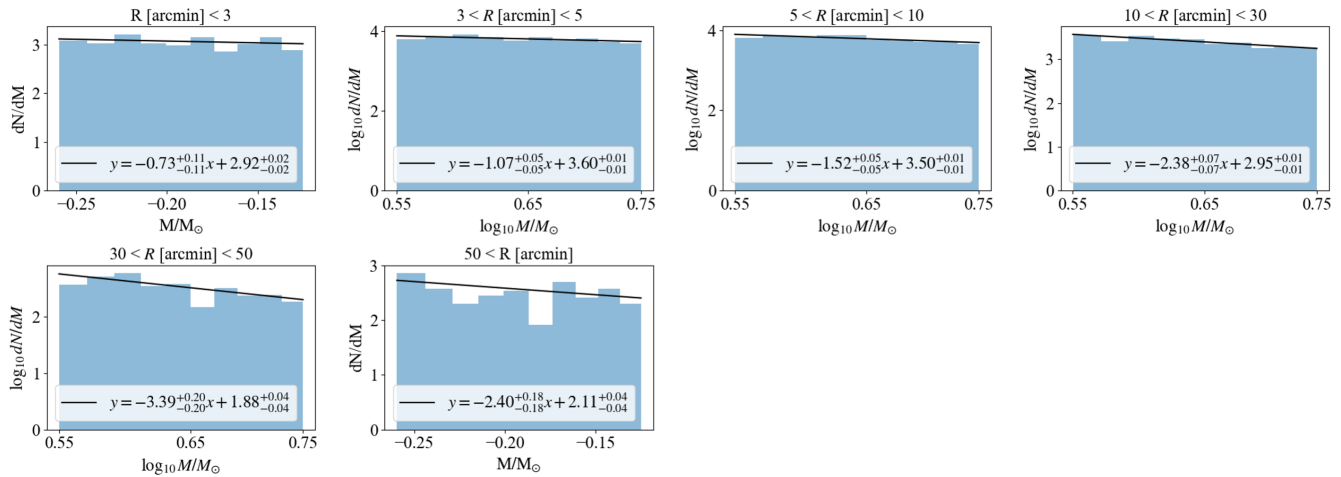 R [arcmin] < 3
3 < R [arcmin] < 5
5 < R [arcmin] < 10
10 < R [arcmin] < 30
dN/dM
3
2
1
0
y = −0.73^{+0.11}_{−0.11}x + 2.92^{+0.02}_{−0.02}
−0.25
−0.20
−0.15
M/M_⊙
log₁₀ dN/dM
4
2
0
y = −1.07^{+0.05}_{−0.05}x + 3.60^{+0.01}_{−0.01}
0.55
0.65
0.75
log₁₀ M/M_⊙
log₁₀ dN/dM
4
2
0
y = −1.52^{+0.05}_{−0.05}x + 3.50^{+0.01}_{−0.01}
0.55
0.65
0.75
log₁₀ M/M_⊙
log₁₀ dN/dM
3
2
1
0
y = −2.38^{+0.07}_{−0.07}x + 2.95^{+0.01}_{−0.01}
0.55
0.65
0.75
log₁₀ M/M_⊙
30 < R [arcmin] < 50
50 < R [arcmin]
log₁₀ dN/dM
2
1
0
y = −3.39^{+0.20}_{−0.20}x + 1.88^{+0.04}_{−0.04}
0.55
0.65
0.75
log₁₀ M/M_⊙
dN/dM
3
2
1
0
y = −2.40^{+0.18}_{−0.18}x + 2.11^{+0.04}_{−0.04}
−0.25
−0.20
−0.15
M/M_⊙